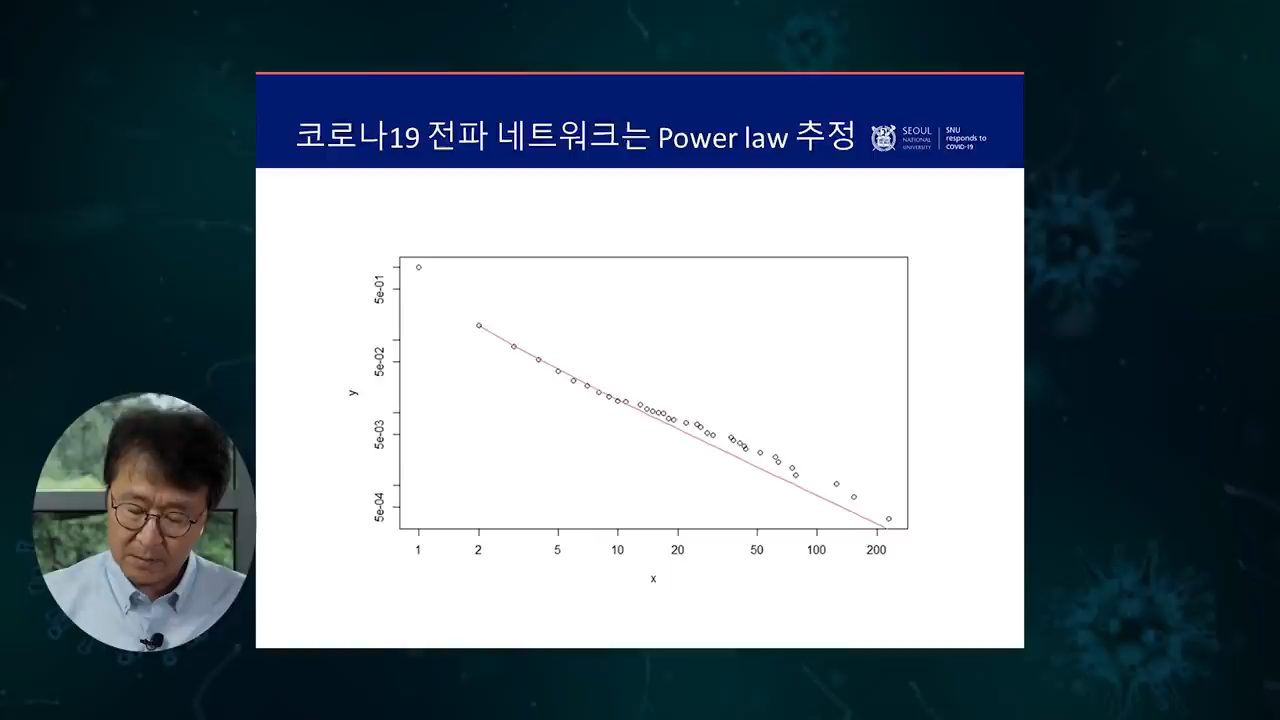 코로나19 전파 네트워크는 Power law 추정
SEOUL
NATIONAL
UNIVERSITY
SNU
responds to
COVID-19
5e-01
5e-02
5e-03
5e-04
y
1 2 5 10 20 50 100 200
x